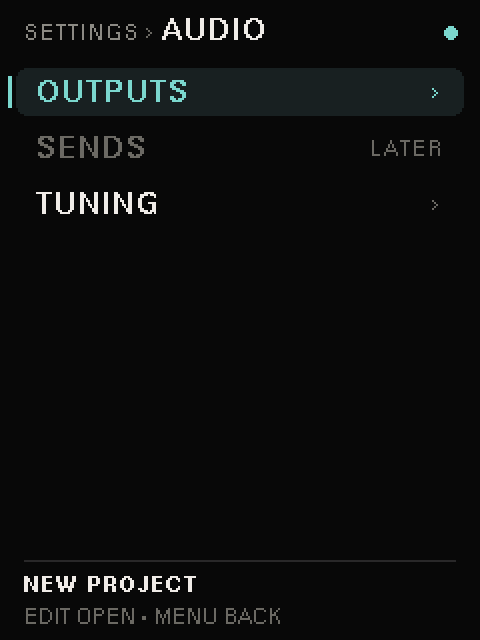 SETTINGS › AUDIO
OUTPUTS ›
SENDS LATER
TUNING ›
NEW PROJECT
EDIT OPEN • MENU BACK